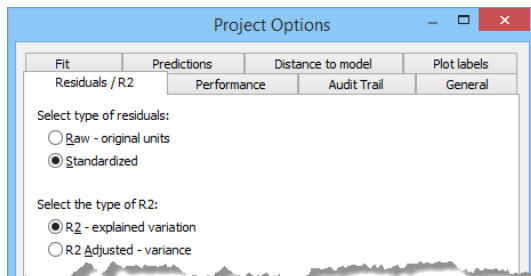 Project Options
Fit Predictions Distance to model Plot labels
Residuals / R2 Performance Audit Trail General
Select type of residuals:
Raw - original units
Standardized
Select the type of R2:
R2 - explained variation
R2 Adjusted - variance